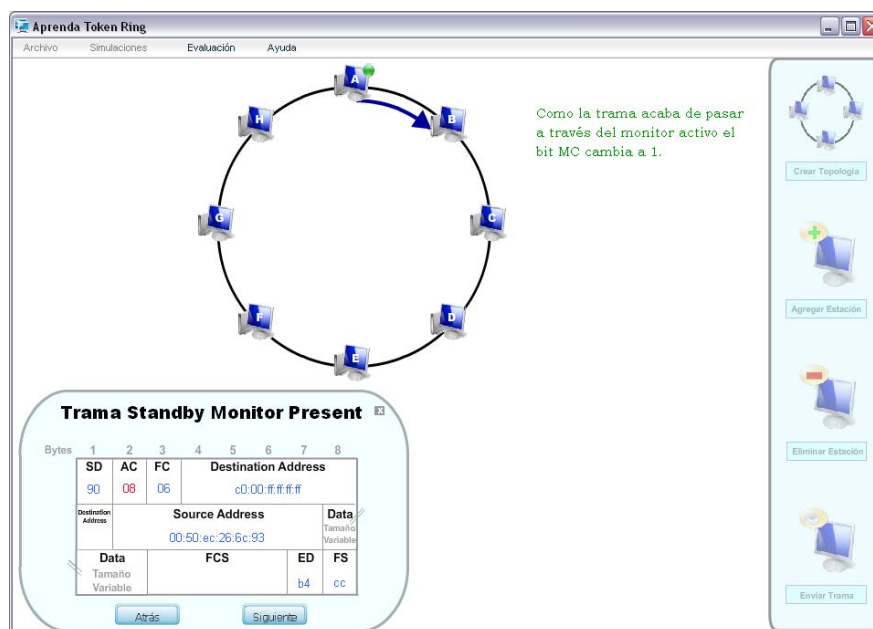 Aprenda Token Ring
Archivo Simulaciones Evaluación Ayuda
A
B
C
D
E
F
G
H
Como la trama acaba de pasar
a través del monitor activo el
bit MC cambia a 1.
Crear Topologia
Agregar Estación
Eliminar Estación
Enviar Trama
Trama Standby Monitor Present
x
Bytes 1 2 3 4 5 6 7 8
SD AC FC Destination Address
90 08 06 c0:00:ff:ff:ff:ff
Destination
Address
Source Address
00:50:ec:26:6c:93
Data
Tamaño
Variable
Data
Tamaño
Variable
FCS
ED FS
b4 cc
Atrás Siguiente